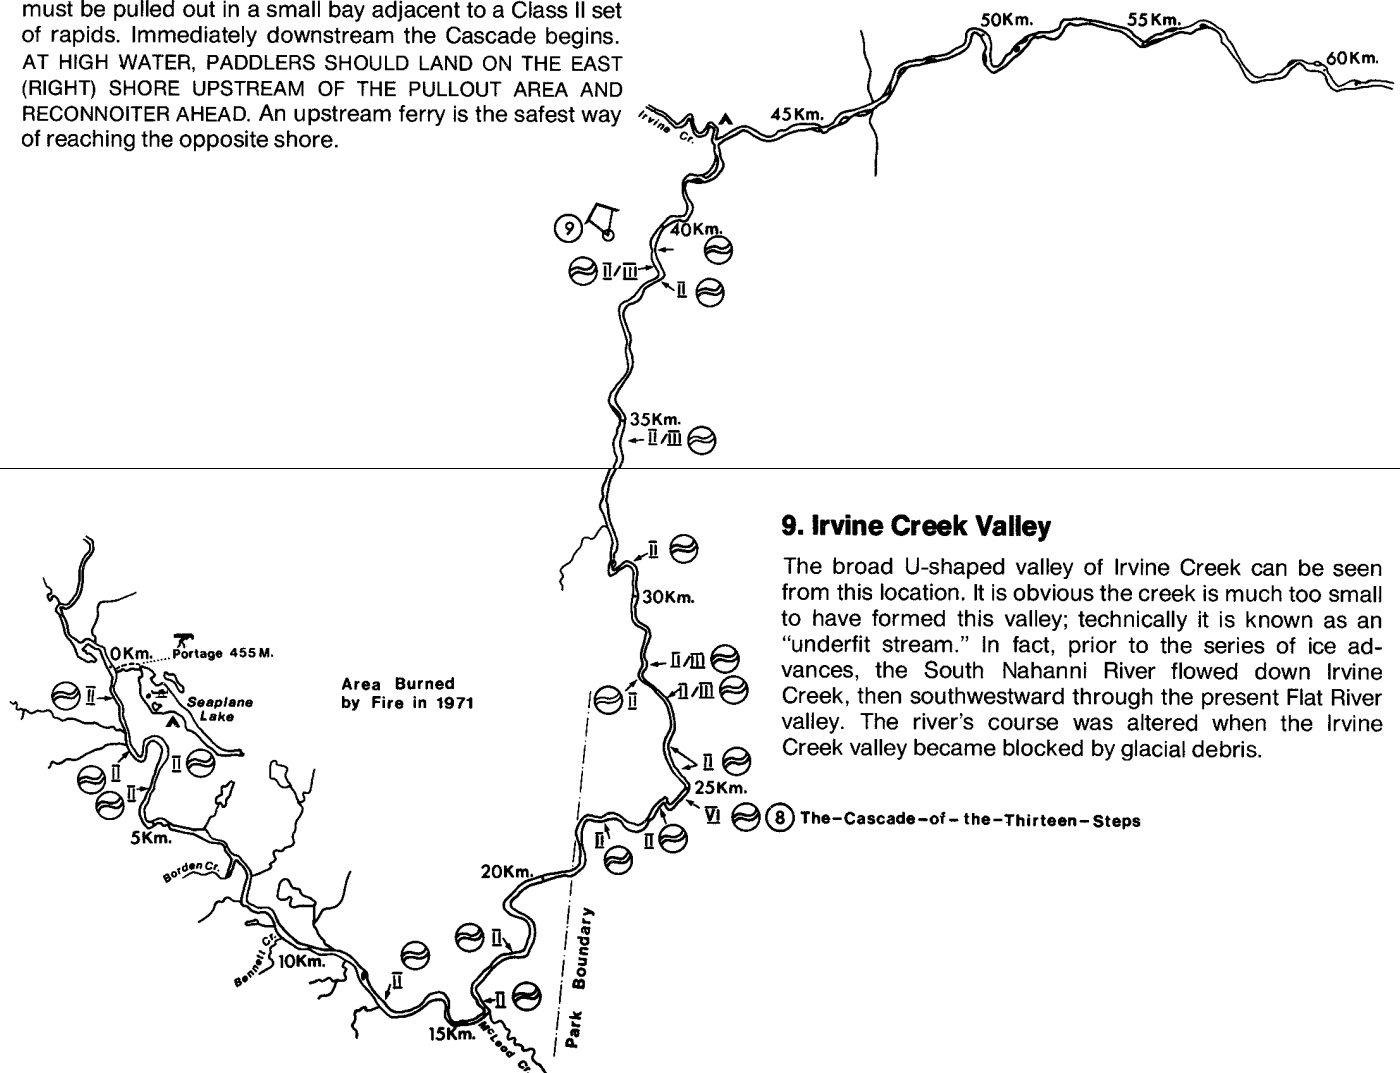 must be pulled out in a small bay adjacent to a Class II set
of rapids. Immediately downstream the Cascade begins.
AT HIGH WATER, PADDLERS SHOULD LAND ON THE EAST
(RIGHT) SHORE UPSTREAM OF THE PULLOUT AREA AND
RECONNOITER AHEAD. An upstream ferry is the safest way
of reaching the opposite shore.
50Km.
55Km.
60Km.
45Km.
Irvine Cr.
9
40Km.
II/III
II
35Km.
II/III
9. Irvine Creek Valley
The broad U-shaped valley of Irvine Creek can be seen
from this location. It is obvious the creek is much too small
to have formed this valley; technically it is known as an
“underfit stream.” In fact, prior to the series of ice ad-
vances, the South Nahanni River flowed down Irvine
Creek, then southwestward through the present Flat River
valley. The river's course was altered when the Irvine
Creek valley became blocked by glacial debris.
II
30Km.
II/III
II/III
II
II
25Km.
VI
8 The-Cascade-of-the-Thirteen-Steps
II
II
0Km.
Portage 455M.
II
Seaplane
Lake
Area Burned
by Fire in 1971
II
II
II
5Km.
Borden Cr.
20Km.
Park Boundary
II
Bennett Cr.
10Km.
II
II
15Km.
McLeod Cr.